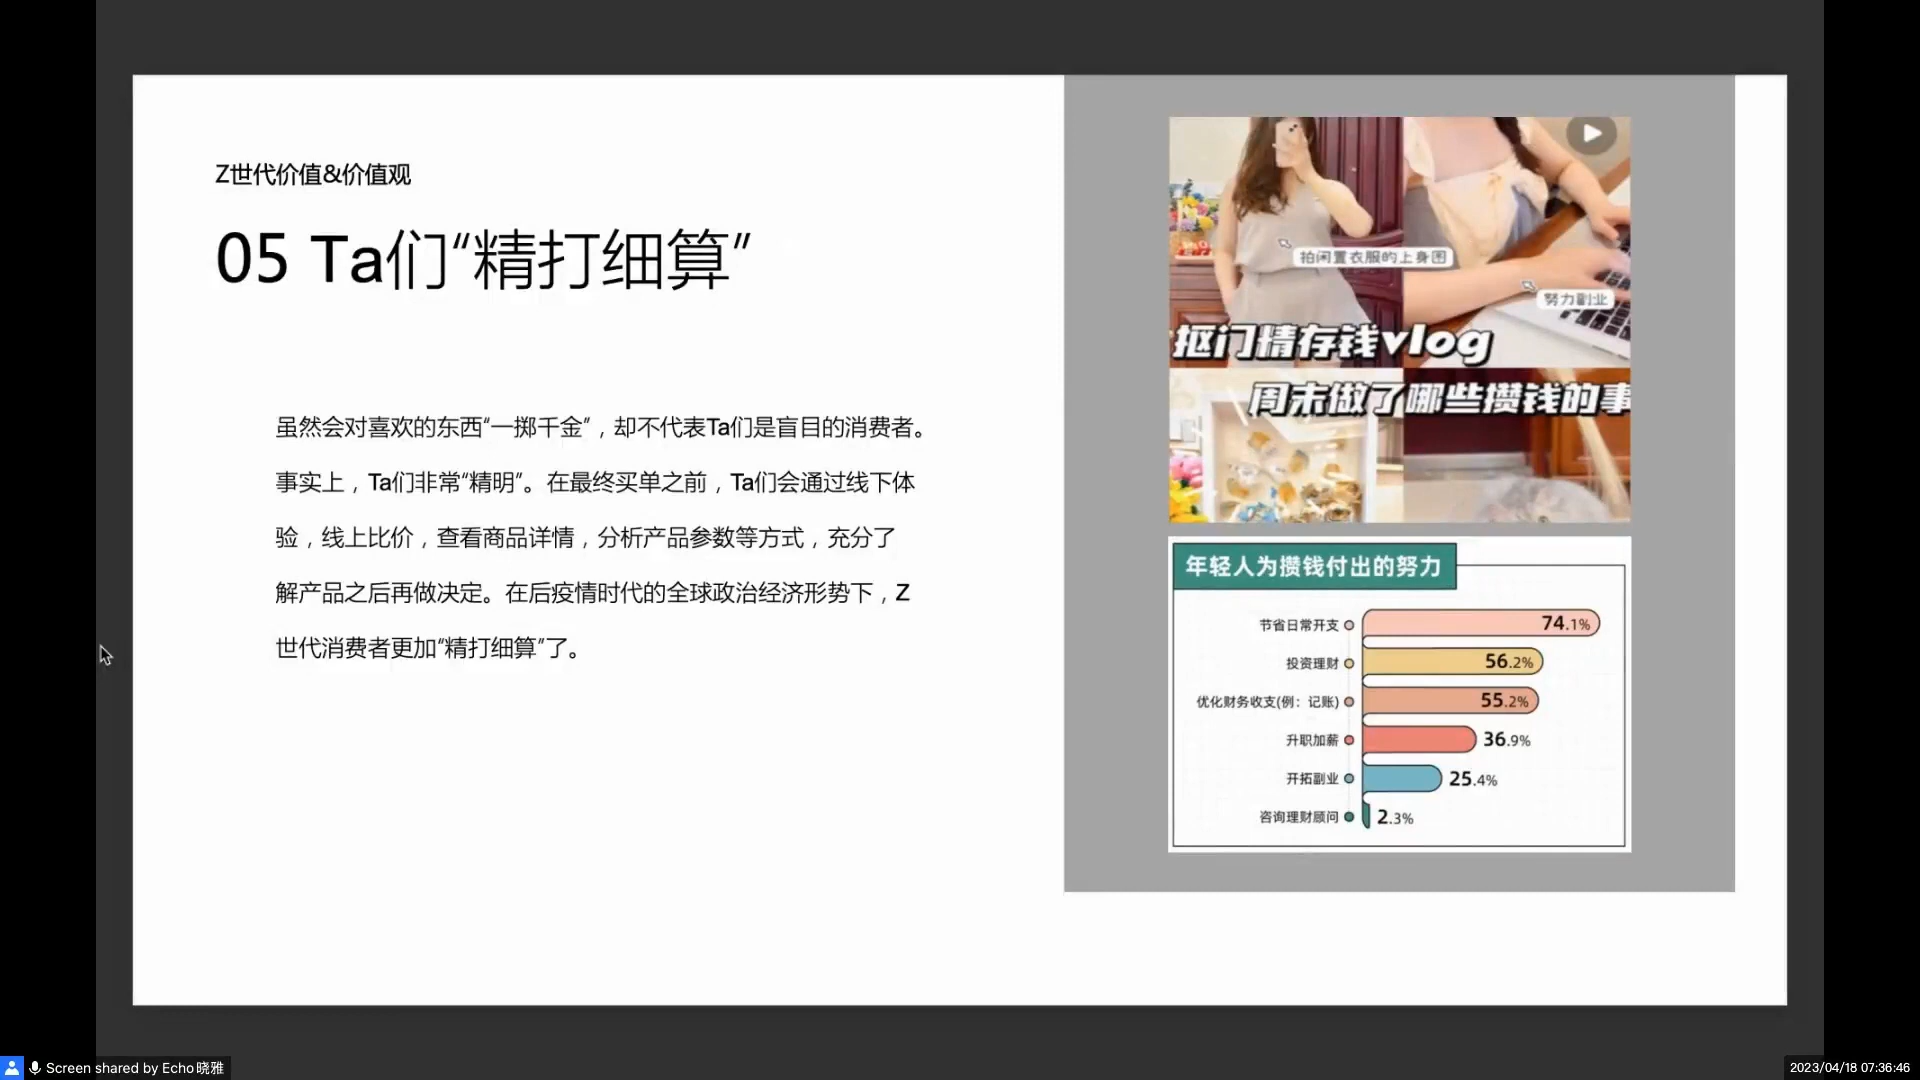 Z世代价值&价值观
05 Ta们“精打细算”
虽然会对喜欢的东西“一掷千金”，却不代表Ta们是盲目的消费者。
事实上，Ta们非常“精明”。在最终买单之前，Ta们会通过线下体
验，线上比价，查看商品详情，分析产品参数等方式，充分了
解产品之后再做决定。在后疫情时代的全球政治经济形势下，Z
世代消费者更加“精打细算”了。
拍闲置衣服的上身图
努力副业
抠门精存钱vlog
周末做了哪些攒钱的事
年轻人为攒钱付出的努力
节省日常开支 74.1%
投资理财 56.2%
优化财务收支(例：记账) 55.2%
升职加薪 36.9%
开拓副业 25.4%
咨询理财顾问 2.3%
Screen shared by Echo晓雅
2023/04/18 07:36:46